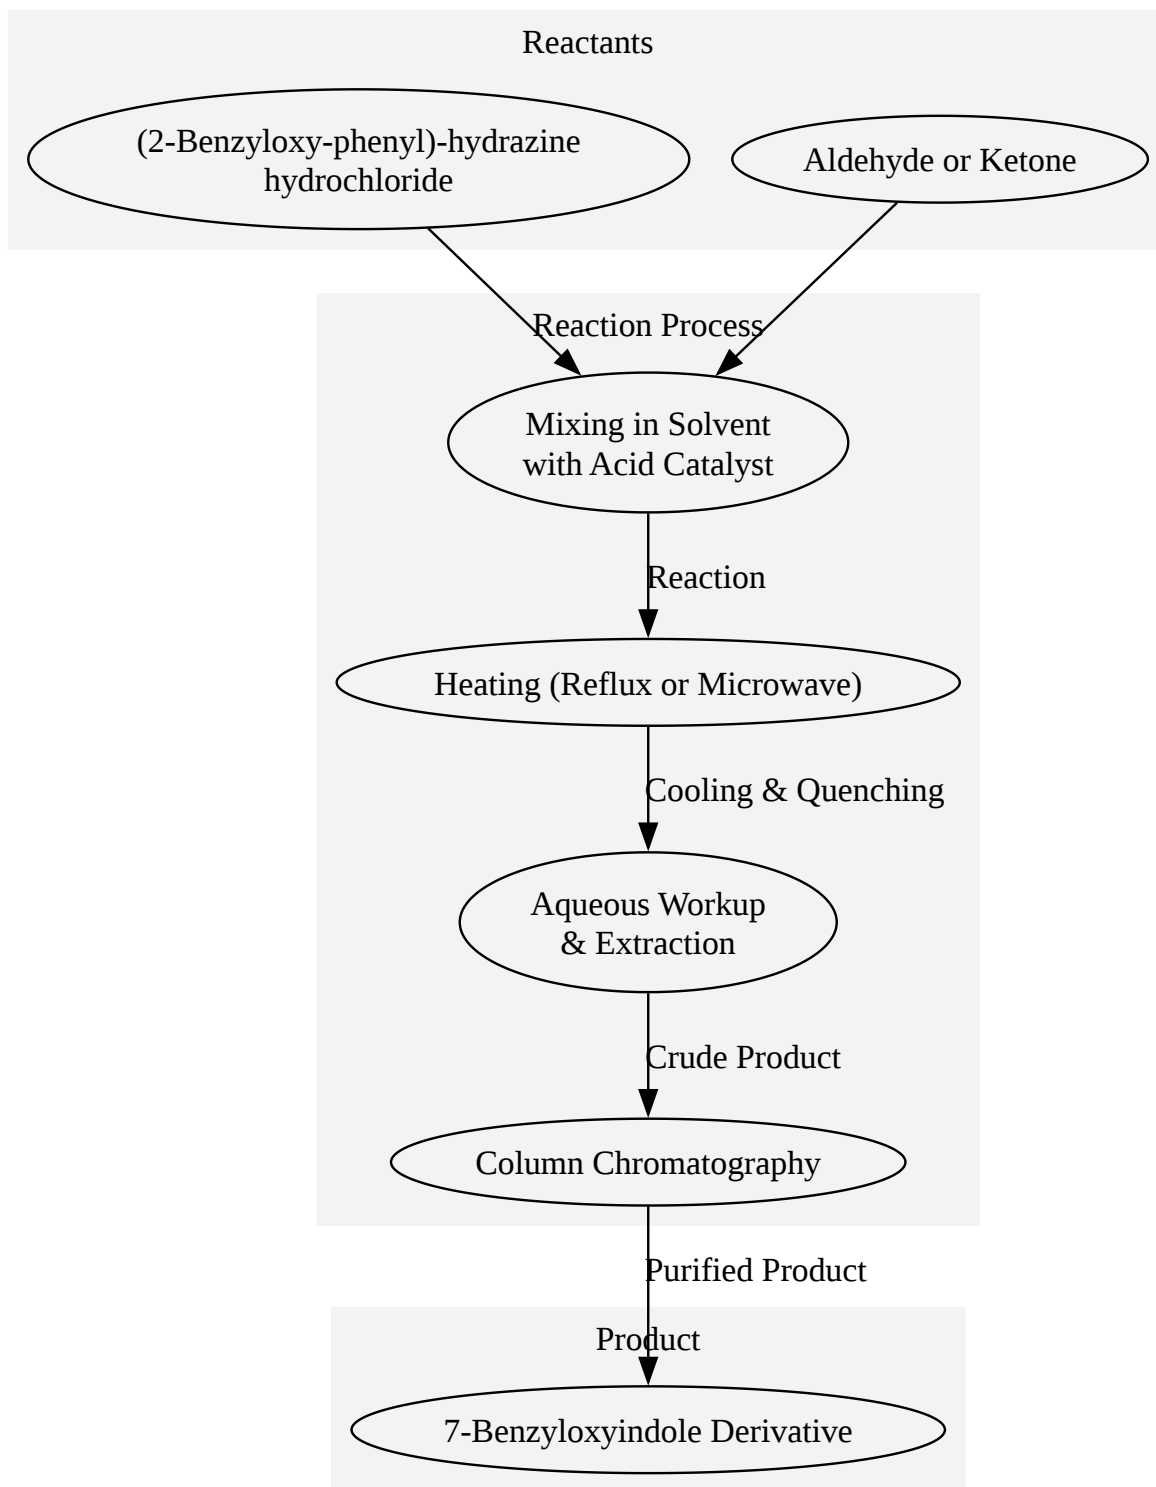 Reactants
(2-Benzyloxy-phenyl)-hydrazine
hydrochloride
Aldehyde or Ketone
Reaction Process
Mixing in Solvent
with Acid Catalyst
Reaction
Heating (Reflux or Microwave)
Cooling & Quenching
Aqueous Workup
& Extraction
Crude Product
Column Chromatography
Purified Product
Product
7-Benzyloxyindole Derivative